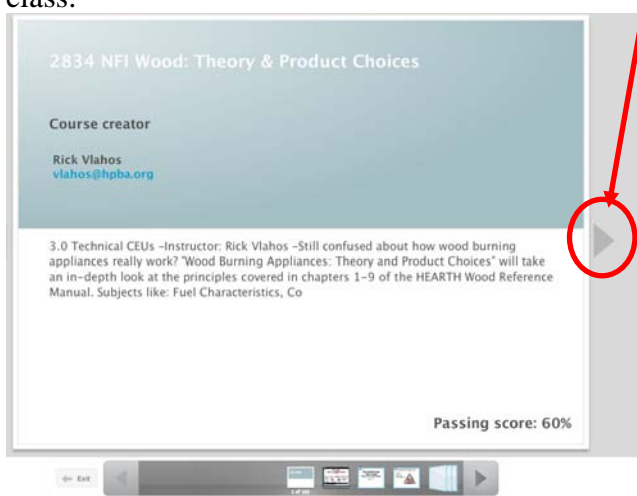 class.
2834 NFI Wood: Theory & Product Choices
Course creator
Rick Vlahos
vlahos@hpba.org
3.0 Technical CEUs –Instructor: Rick Vlahos –Still confused about how wood burning
appliances really work? "Wood Burning Appliances: Theory and Product Choices" will take
an in-depth look at the principles covered in chapters 1–9 of the HEARTH Wood Reference
Manual. Subjects like: Fuel Characteristics, Co
Passing score: 60%
Exit